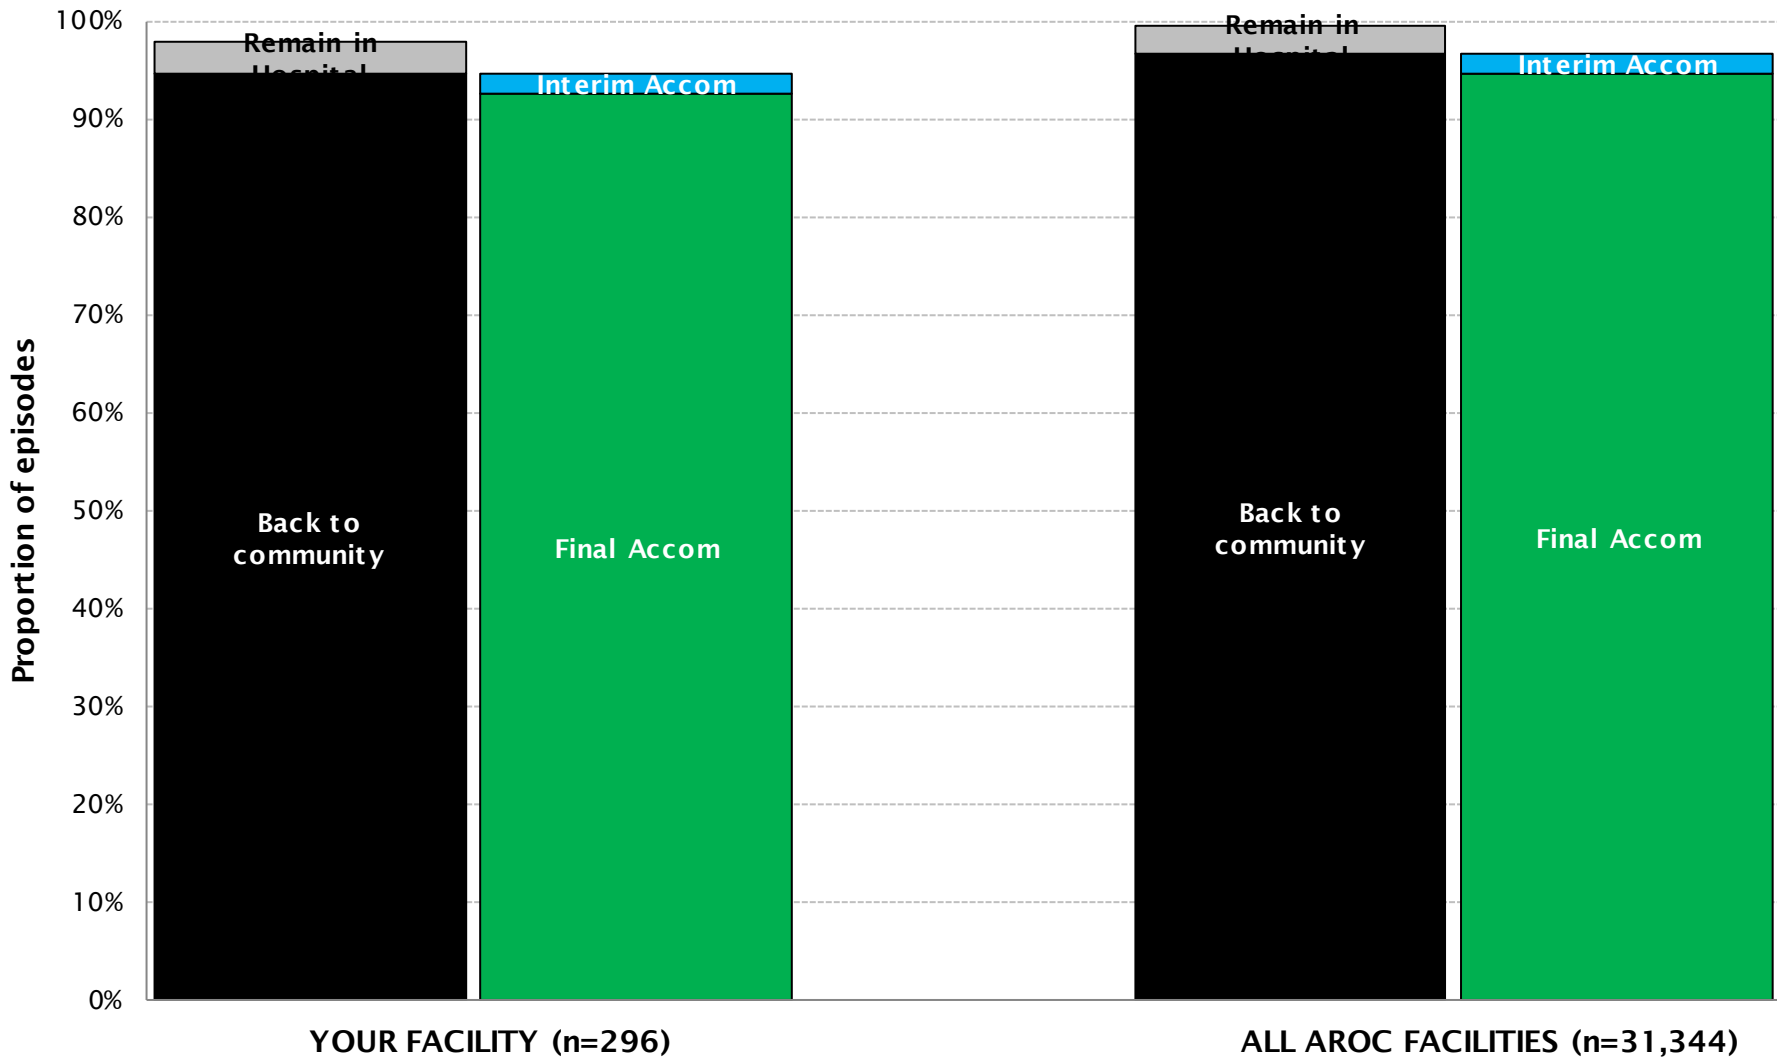 100%
90%
80%
70%
60%
50%
40%
30%
20%
10%
0%
Proportion of episodes
Remain in
Hospital
Back to
community
Interim Accom
Final Accom
Remain in
Hospital
Back to
community
Interim Accom
Final Accom
YOUR FACILITY (n=296)
ALL AROC FACILITIES (n=31,344)